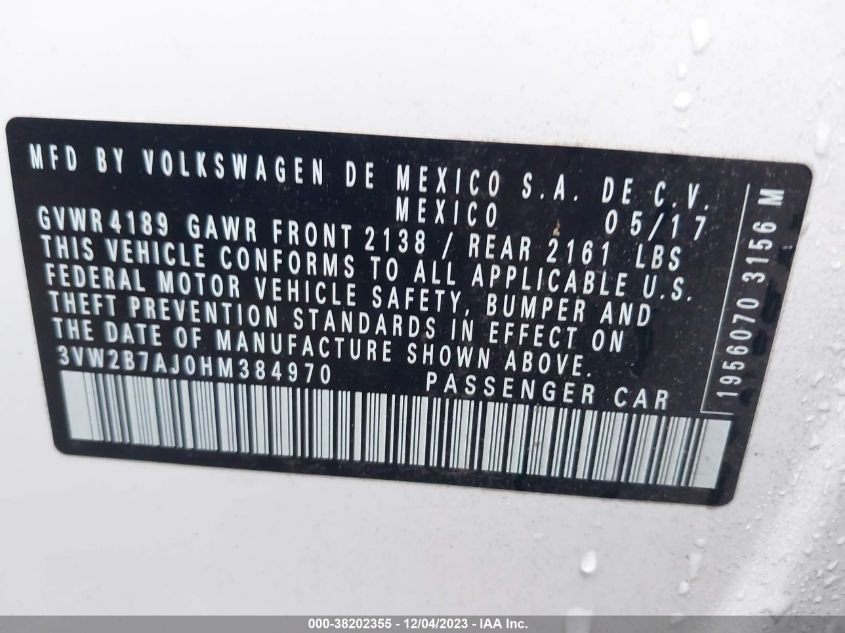 MFD BY VOLKSWAGEN DE MEXICO S.A. DE C.V.
MEXICO 05/17
GVWR 4189 GAWR FRONT 2138 / REAR 2161 LBS
THIS VEHICLE CONFORMS TO ALL APPLICABLE U.S.
FEDERAL MOTOR VEHICLE SAFETY, BUMPER AND
THEFT PREVENTION STANDARDS IN EFFECT ON
THE DATE OF MANUFACTURE SHOWN ABOVE.
3VW2B7AJ0HM384970 PASSENGER CAR
1956070 3156 M
000-38202355 - 12/04/2023 - IAA Inc.